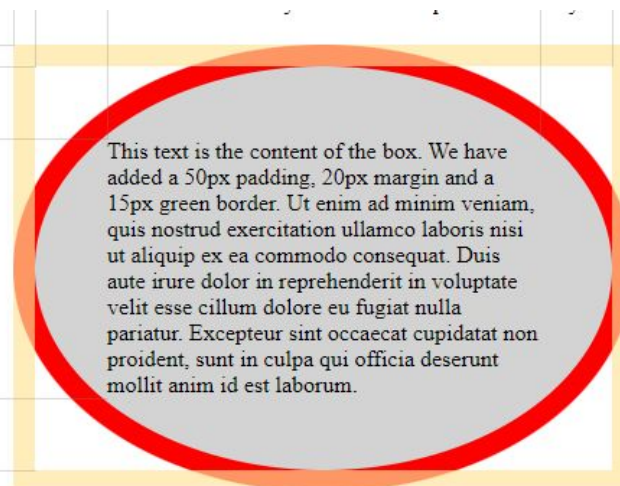 This text is the content of the box. We have
added a 50px padding, 20px margin and a
15px green border. Ut enim ad minim veniam,
quis nostrud exercitation ullamco laboris nisi
ut aliquip ex ea commodo consequat. Duis
aute irure dolor in reprehenderit in voluptate
velit esse cillum dolore eu fugiat nulla
pariatur. Excepteur sint occaecat cupidatat non
proident, sunt in culpa qui officia deserunt
mollit anim id est laborum.